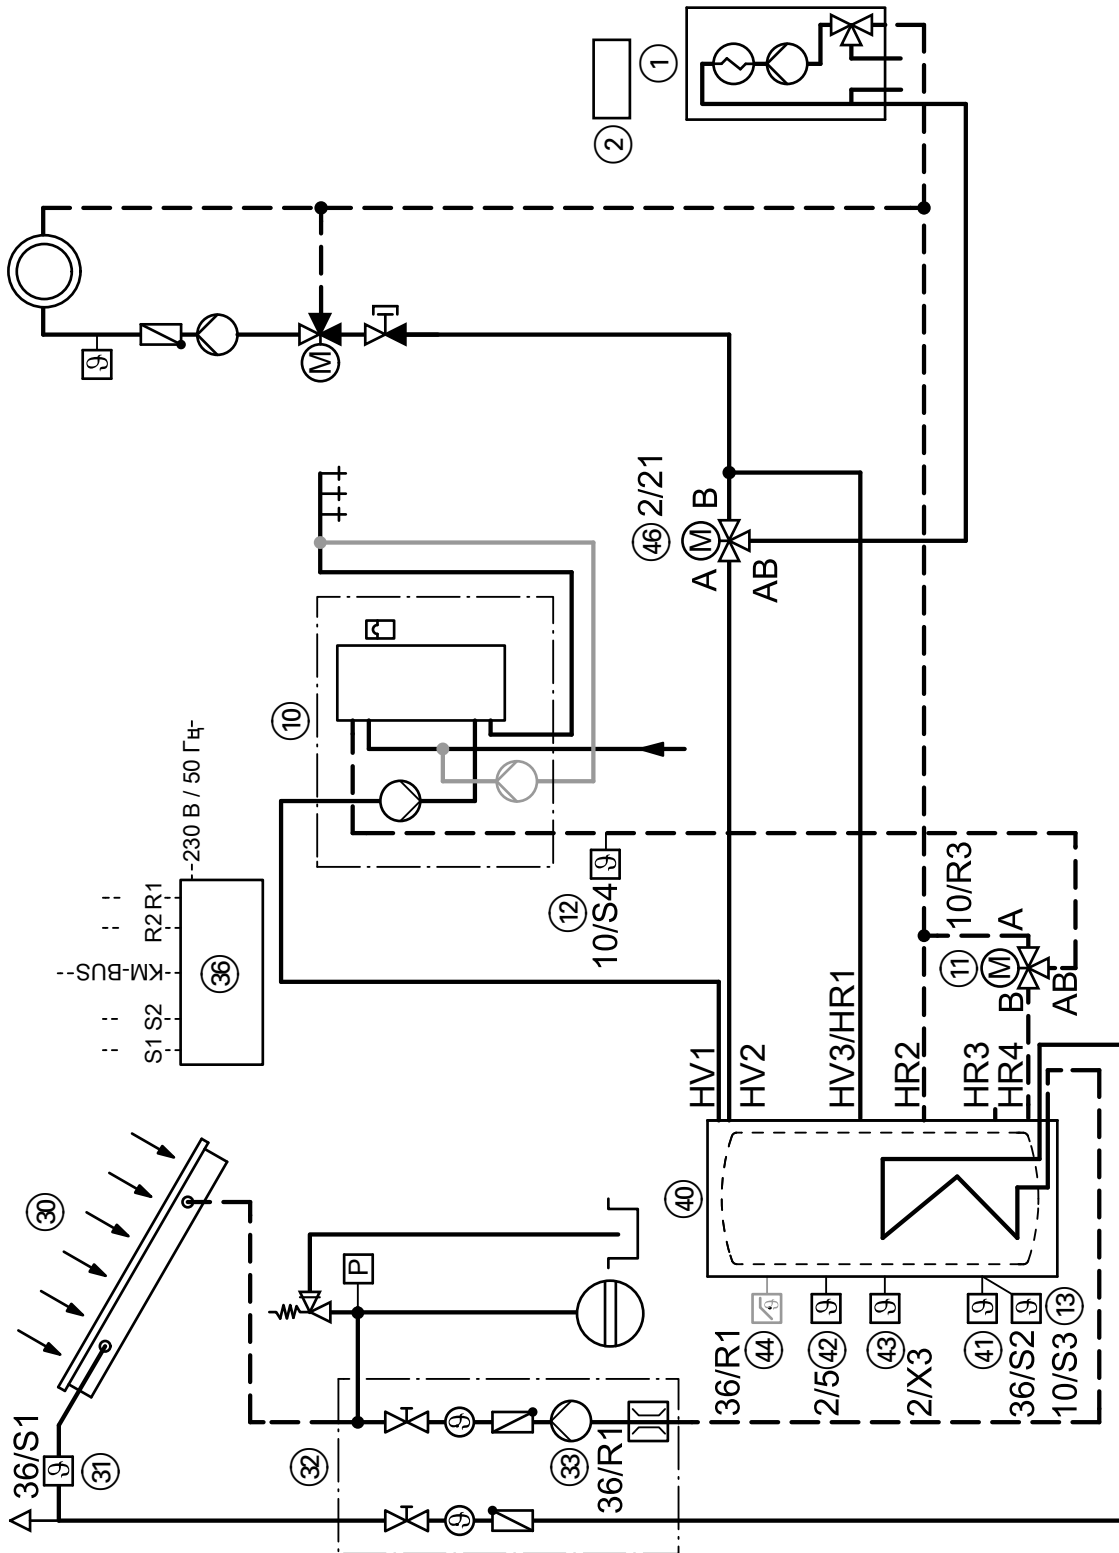 1
2
M
ϑ
46 2/21
M
A
B
AB
10
-230 В / 50 Гц-
S1 S2 KM-BUS R2 R1
36
12
10/S4
ϑ
10/R3
11
M
A
B
AB
HV1
HV2
HV3/HR1
HR2
HR3
HR4
40
30
31
36/S1
ϑ
32
P
ϑ
ϑ
33
36/R1
36/R1
44
ϑ
2/5
42
ϑ
43
ϑ
2/X3
41
ϑ
36/S2
ϑ
13
10/S3